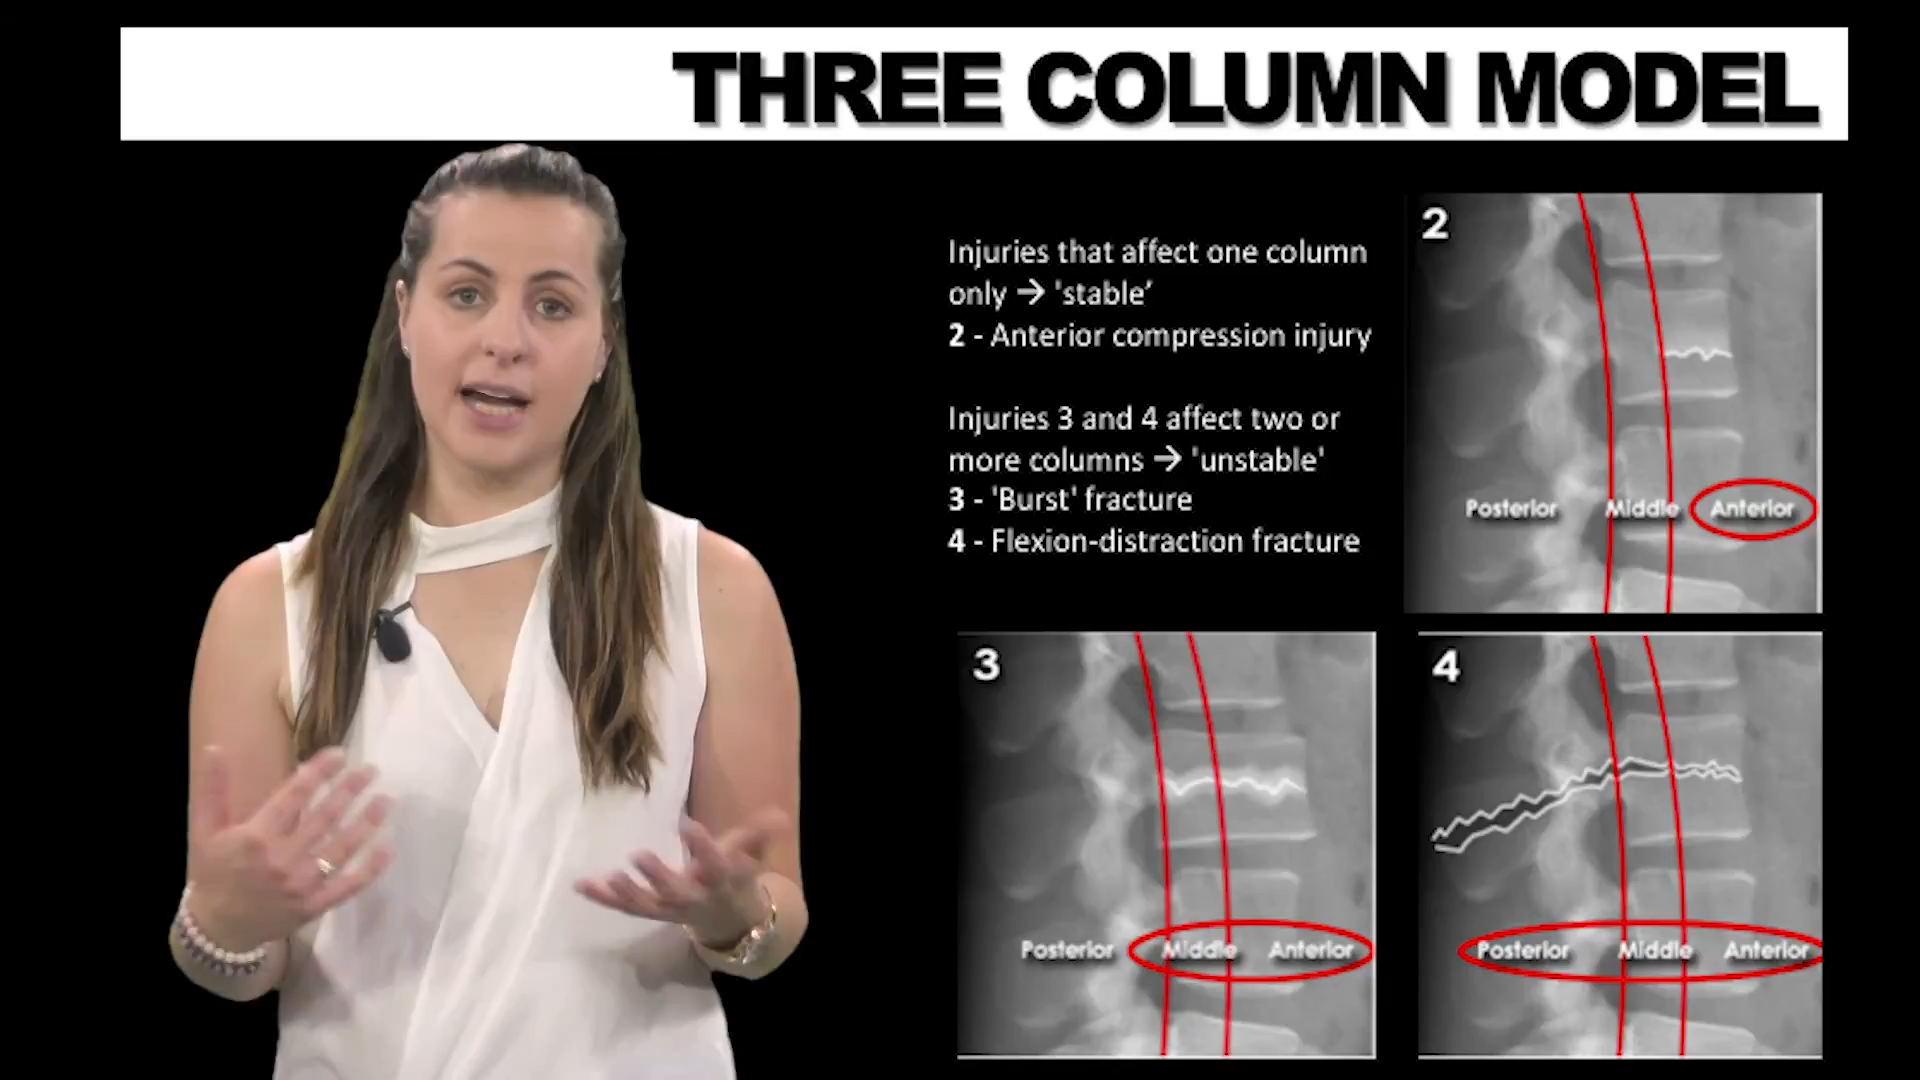 THREE COLUMN MODEL
Injuries that affect one column
only → 'stable’
2 - Anterior compression injury
Injuries 3 and 4 affect two or
more columns → 'unstable'
3 - 'Burst' fracture
4 - Flexion-distraction fracture
2
Posterior Middle Anterior
3
Posterior Middle Anterior
4
Posterior Middle Anterior